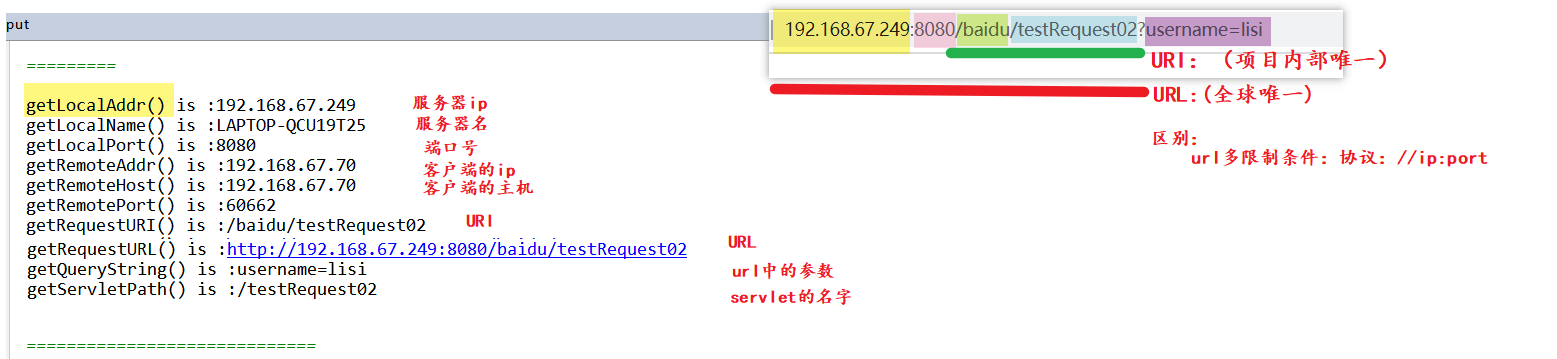 put
192.168.67.249:8080/baidu/testRequest02?username=lisi
URI: （项目内部唯一）
URL:(全球唯一)
区别:
url多限制条件: 协议: //ip:port
=========
getLocalAddr() is :192.168.67.249 服务器ip
getLocalName() is :LAPTOP-QCU19T25 服务器名
getLocalPort() is :8080 端口号
getRemoteAddr() is :192.168.67.70 客户端的ip
getRemoteHost() is :192.168.67.70 客户端的主机
getRemotePort() is :60662
getRequestURI() is :/baidu/testRequest02 URI
getRequestURL() is :http://192.168.67.249:8080/baidu/testRequest02 URL
getQueryString() is :username=lisi url中的参数
getServletPath() is :/testRequest02 servlet的名字
=============================